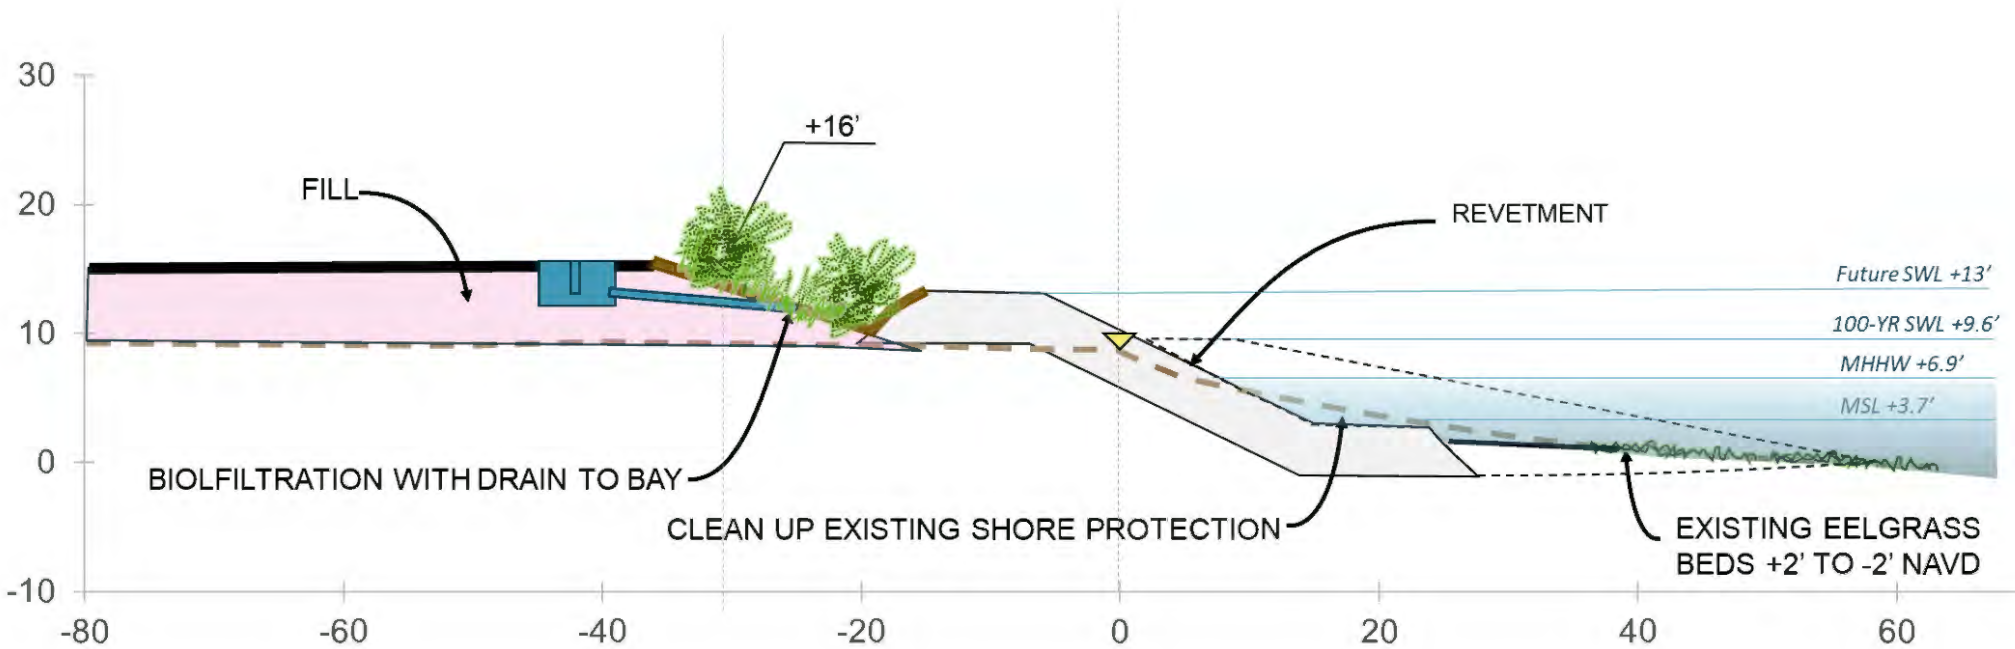 30
+16’
FILL
20
REVETMENT
Future SWL +13’
10
100-YR SWL +9.6’
MHHW +6.9’
MSL +3.7’
0
BIOLFILTRATION WITH DRAIN TO BAY
CLEAN UP EXISTING SHORE PROTECTION
EXISTING EELGRASS
BEDS +2’ TO -2’ NAVD
-10
-80 -60 -40 -20 0 20 40 60